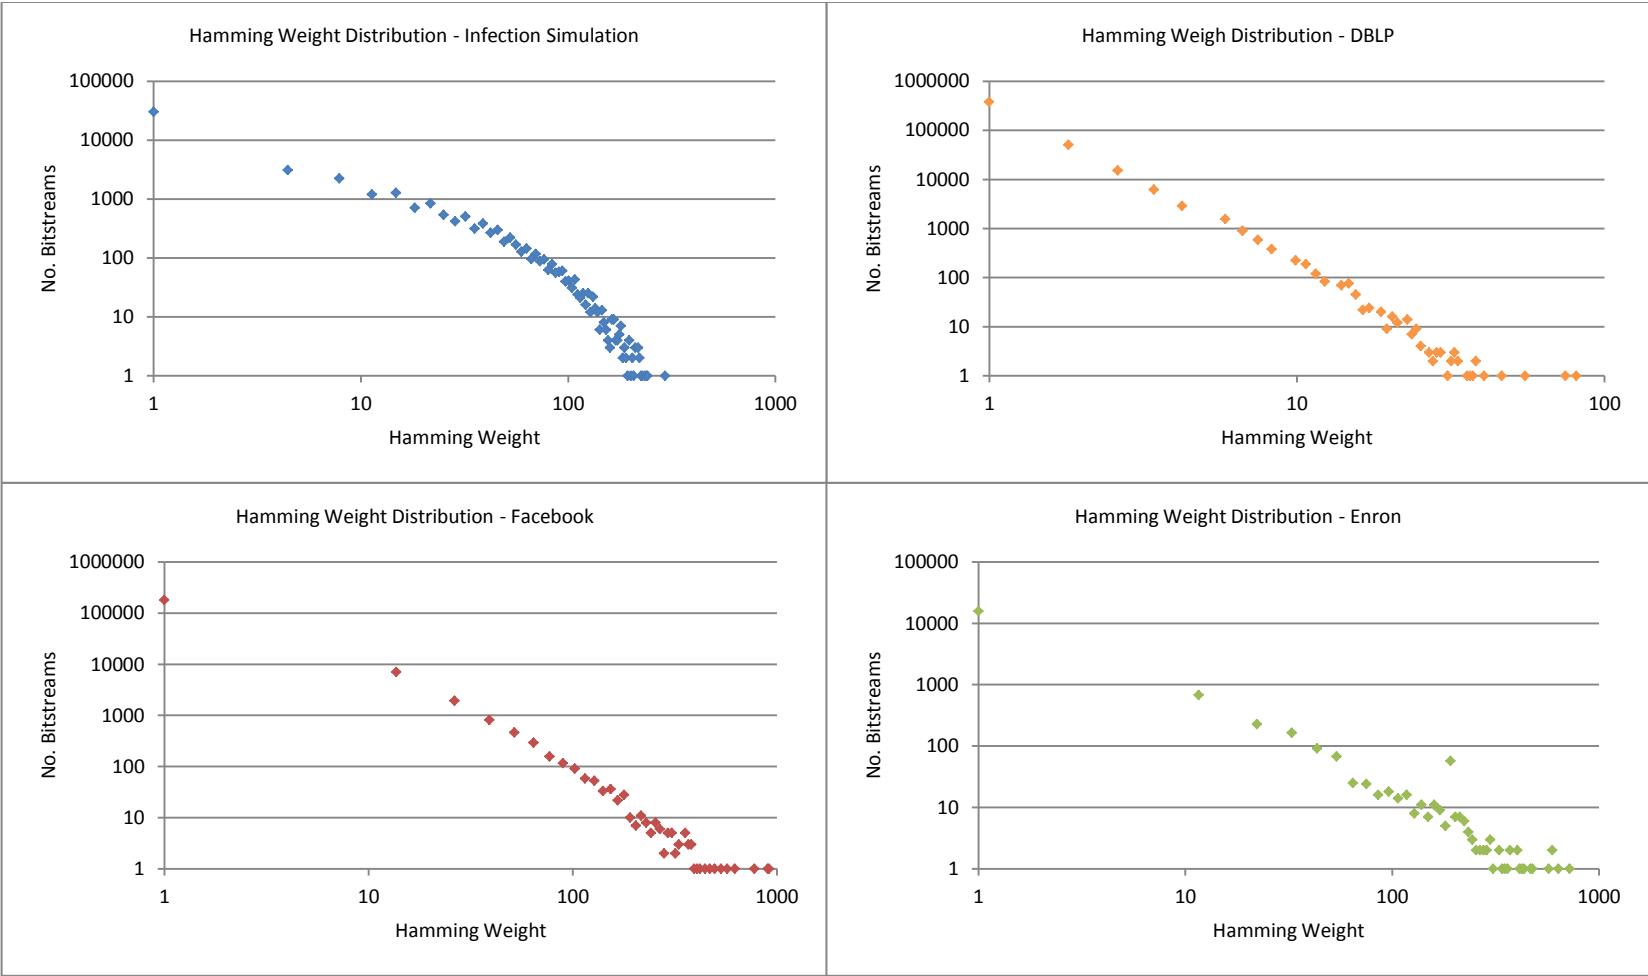 Hamming Weight Distribution - Infection Simulation
100000
10000
1000
100
10
1
1 10 100 1000
No. Bitstreams
Hamming Weight
Hamming Weigh Distribution - DBLP
1000000
100000
10000
1000
100
10
1
1 10 100
No. Bitstreams
Hamming Weight
Hamming Weight Distribution - Facebook
1000000
100000
10000
1000
100
10
1
1 10 100 1000
No. Bitstreams
Hamming Weight
Hamming Weight Distribution - Enron
100000
10000
1000
100
10
1
1 10 100 1000
No. Bitstreams
Hamming Weight